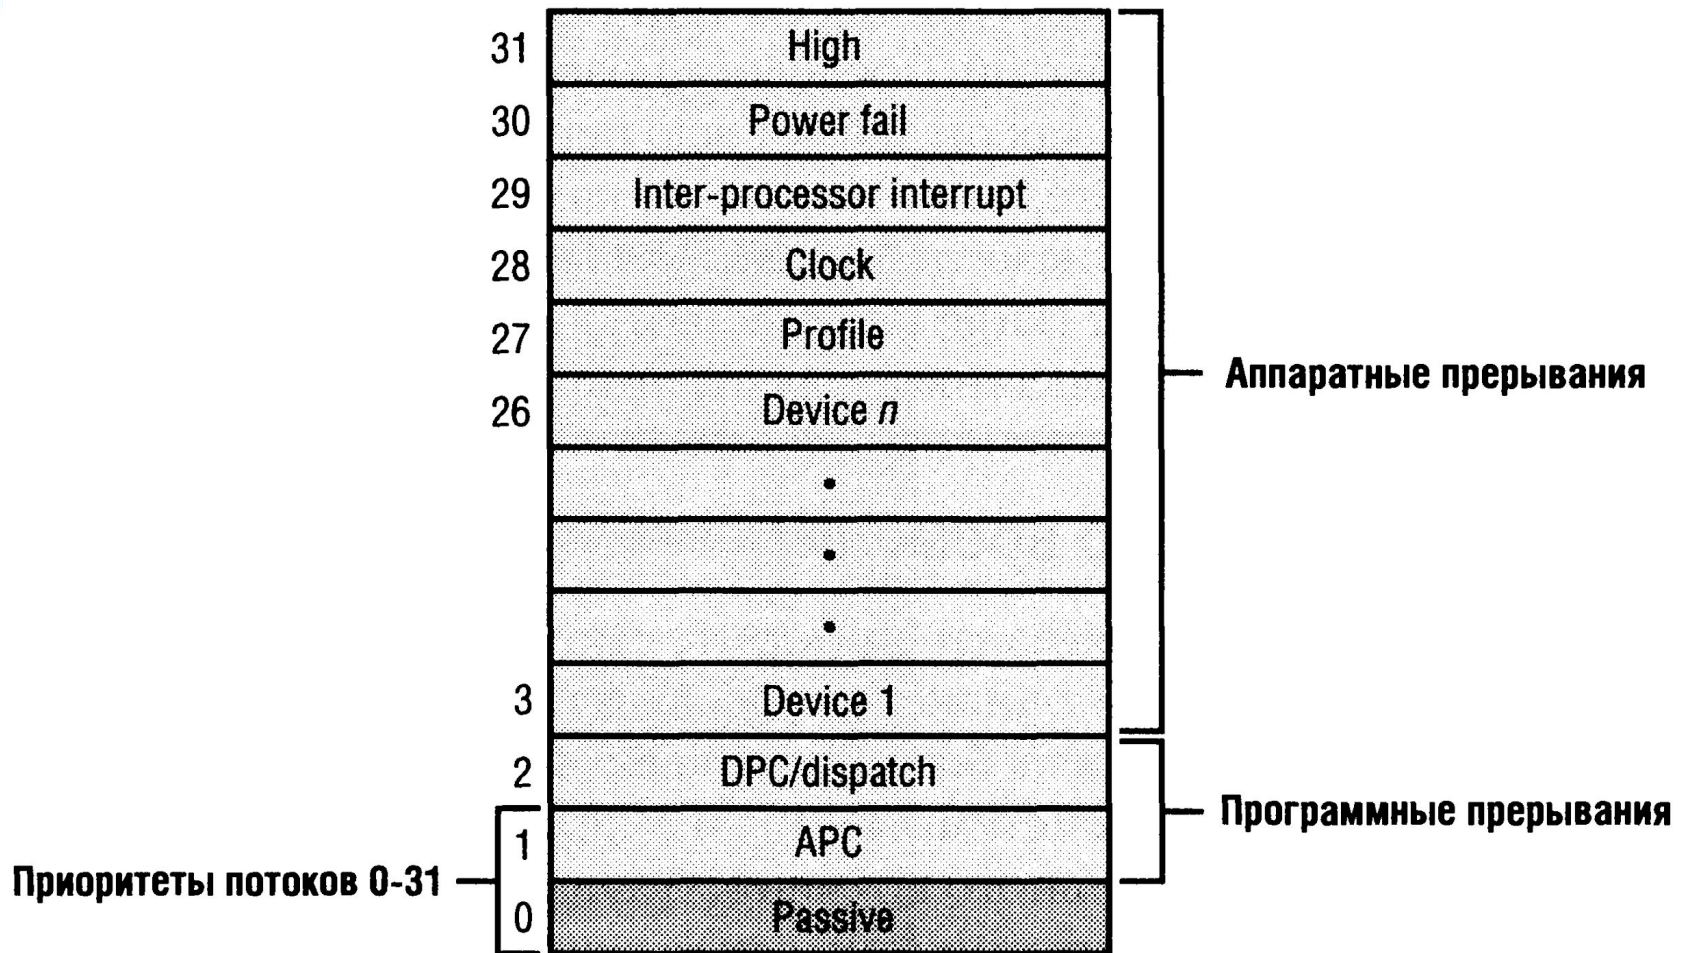 31 High
30 Power fail
29 Inter-processor interrupt
28 Clock
27 Profile
26 Device n
Аппаратные прерывания
•
•
•
3 Device 1
2 DPC/dispatch
Программные прерывания
1 APC
Приоритеты потоков 0-31
0 Passive